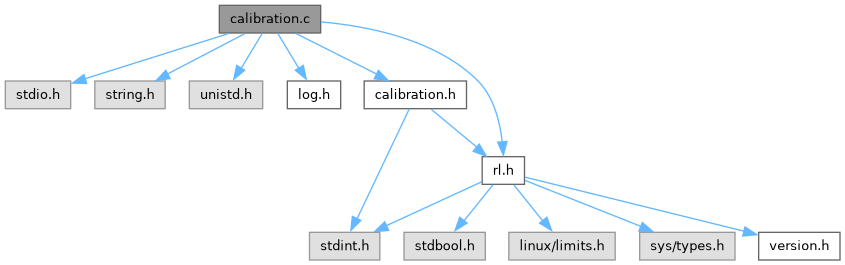 calibration.c
stdio.h
string.h
unistd.h
log.h
calibration.h
rl.h
stdint.h
stdbool.h
linux/limits.h
sys/types.h
version.h